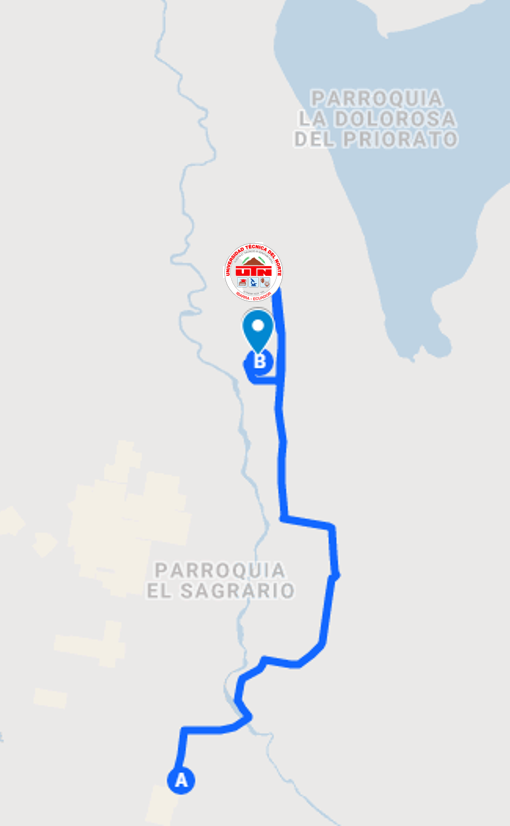 PARROQUIA
LA DOLOROSA
DEL PRIORATO
UNIVERSIDAD TÉCNICA DEL NORTE
UTN
IBARRA - ECUADOR
B
PARROQUIA
EL SAGRARIO
A